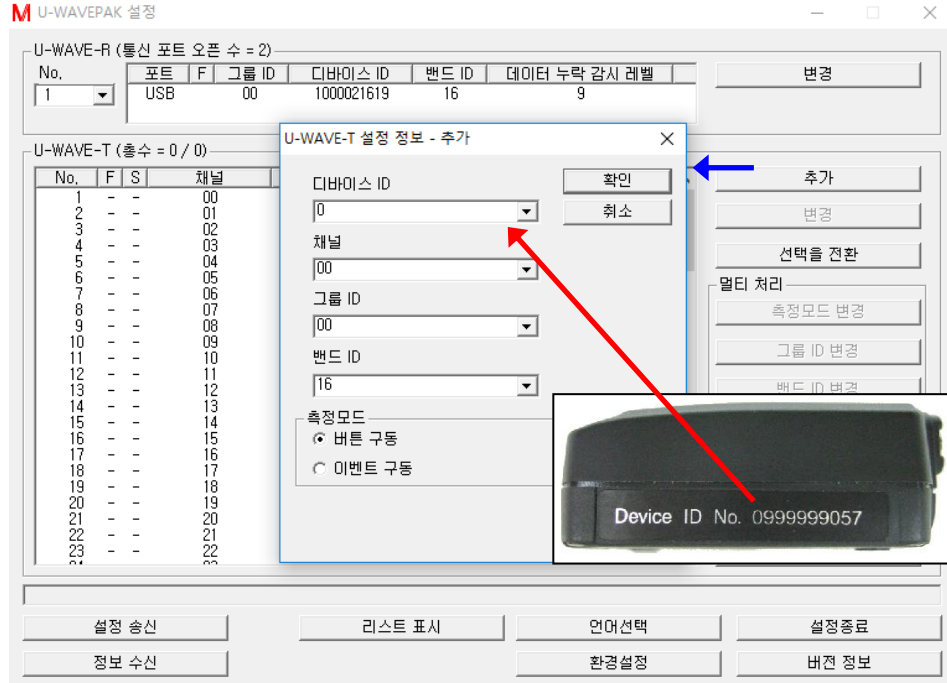 M U-WAVEPAK 설정
U-WAVE-R (통신 포트 오픈 수 = 2)
No. 포트 F 그룹 ID 디바이스 ID 밴드 ID 데이터 누락 감시 레벨
1 USB 00 1000021619 16 9
변경
U-WAVE-T (총수 = 0 / 0)
No. F S 채널
1 - - 00
2 - - 01
3 - - 02
4 - - 03
5 - - 04
6 - - 05
7 - - 06
8 - - 07
9 - - 08
10 - - 09
11 - - 10
12 - - 11
13 - - 12
14 - - 13
15 - - 14
16 - - 15
17 - - 16
18 - - 17
19 - - 18
20 - - 19
21 - - 20
22 - - 21
23 - - 22
U-WAVE-T 설정 정보 - 추가
디바이스 ID
0
채널
00
그룹 ID
00
밴드 ID
16
측정모드
버튼 구동
이벤트 구동
확인
취소
추가
변경
선택을 전환
멀티 처리
측정모드 변경
그룹 ID 변경
밴드 ID 변경
Device ID No. 0999999057
설정 송신 리스트 표시 언어선택 설정종료
정보 수신 환경설정 버전 정보